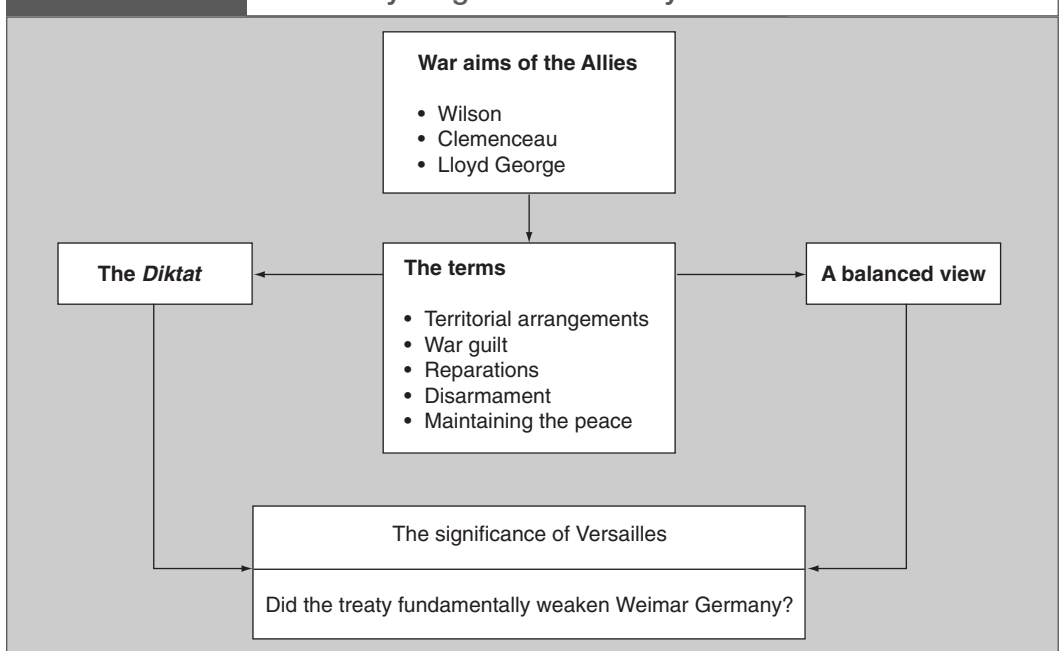 War aims of the Allies
• Wilson
• Clemenceau
• Lloyd George
The Diktat
The terms
• Territorial arrangements
• War guilt
• Reparations
• Disarmament
• Maintaining the peace
A balanced view
The significance of Versailles
Did the treaty fundamentally weaken Weimar Germany?